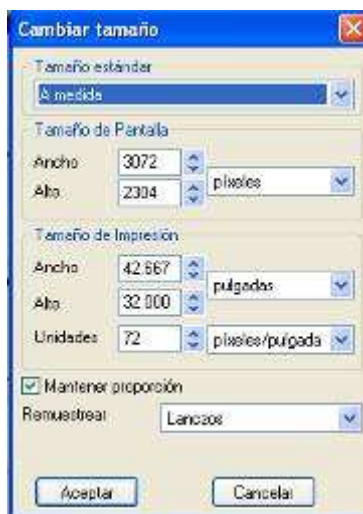 Cambiar tamaño
Tamaño estándar
A medida
Tamaño de Pantalla
Ancho 3072
píxeles
Alto 2304
Tamaño de Impresión
Ancho 42.667
pulgadas
Alto 32.000
Unidades 72 píxeles/pulgada
Mantener proporción
Remuestrear Lanczos
Aceptar Cancelar